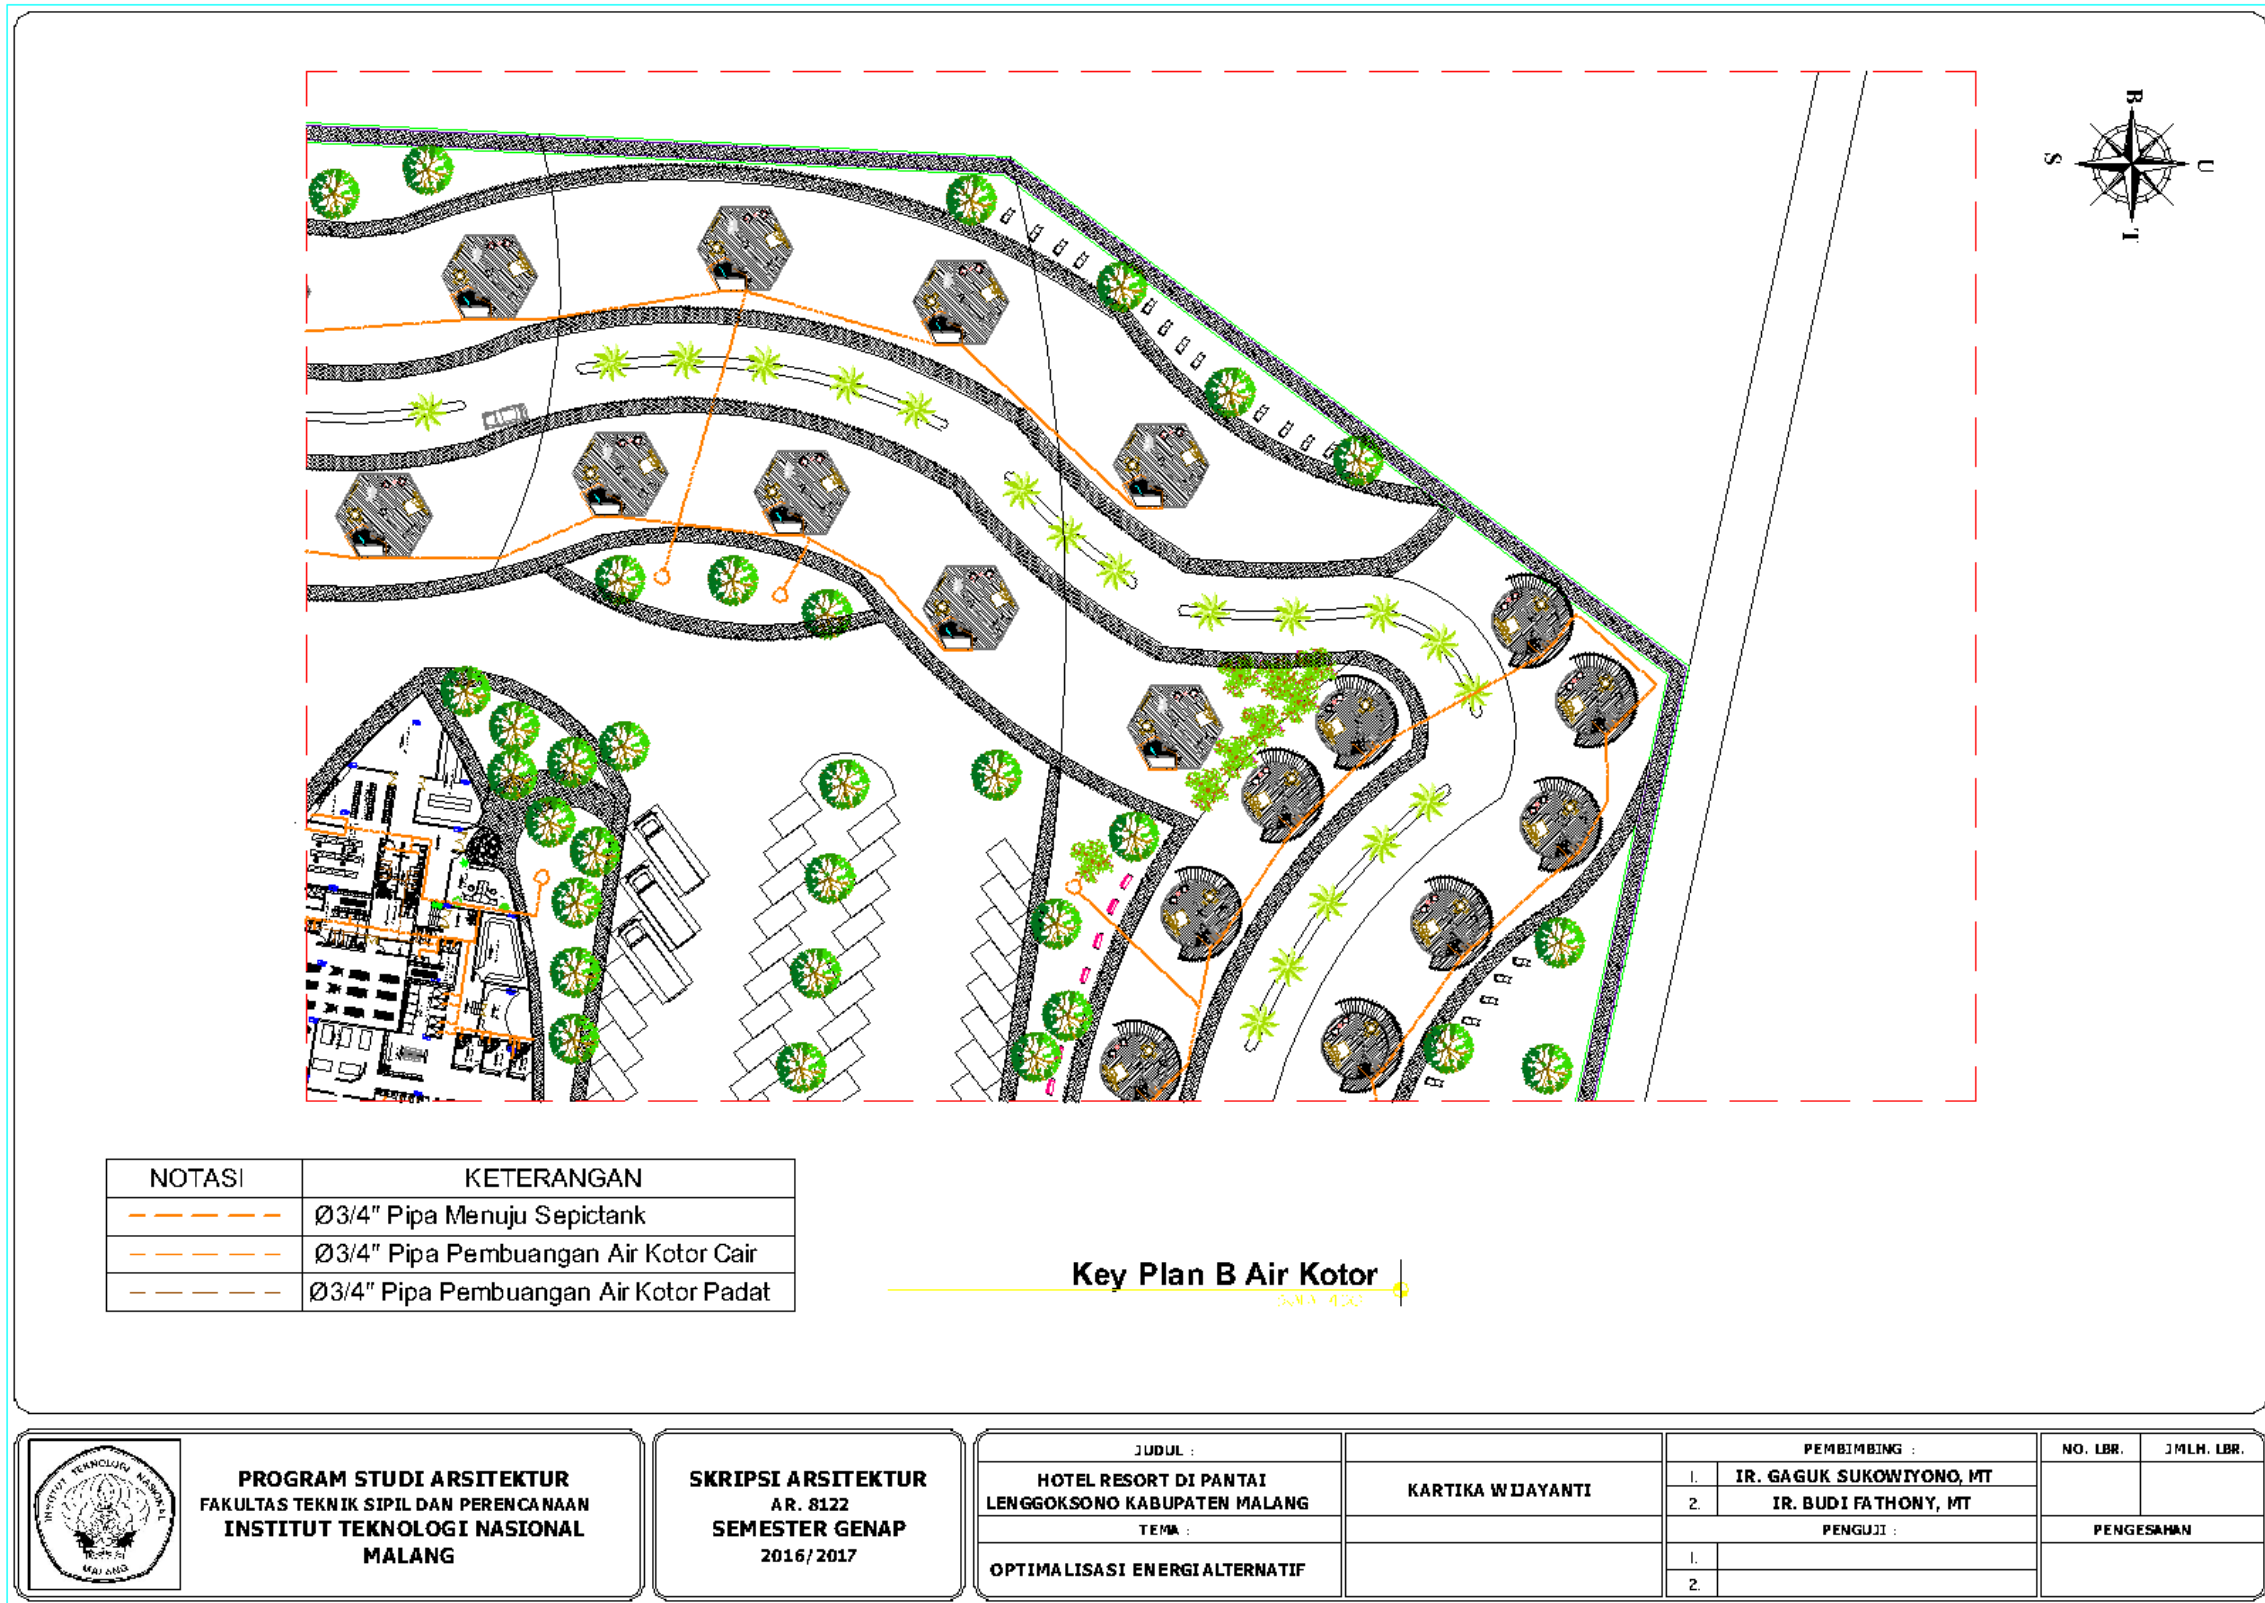 B
S
U
T
NOTASI
KETERANGAN
Ø3/4" Pipa Menuju Sepictank
Ø3/4" Pipa Pembuangan Air Kotor Cair
Ø3/4" Pipa Pembuangan Air Kotor Padat
Key Plan B Air Kotor
INSTITUT TEKNOLOGI NASIONAL
MALANG
PROGRAM STUDI ARSITEKTUR
FAKULTAS TEKNIK SIPIL DAN PERENCANAAN
INSTITUT TEKNOLOGI NASIONAL
MALANG
SKRIPSI ARSITEKTUR
AR. 8122
SEMESTER GENAP
2016/2017
JUDUL :
HOTEL RESORT DI PANTAI
LENGGOKSONO KABUPATEN MALANG
TEMA :
OPTIMALISASI ENERGI ALTERNATIF
KARTIKA WIJAYANTI
PEMBIMBING :
1. IR. GAGUK SUKOWIYONO, MT
2. IR. BUDI FATHONY, MT
PENGUJI :
1.
2.
NO. LBR.
JMLH. LBR.
PENGESAHAN